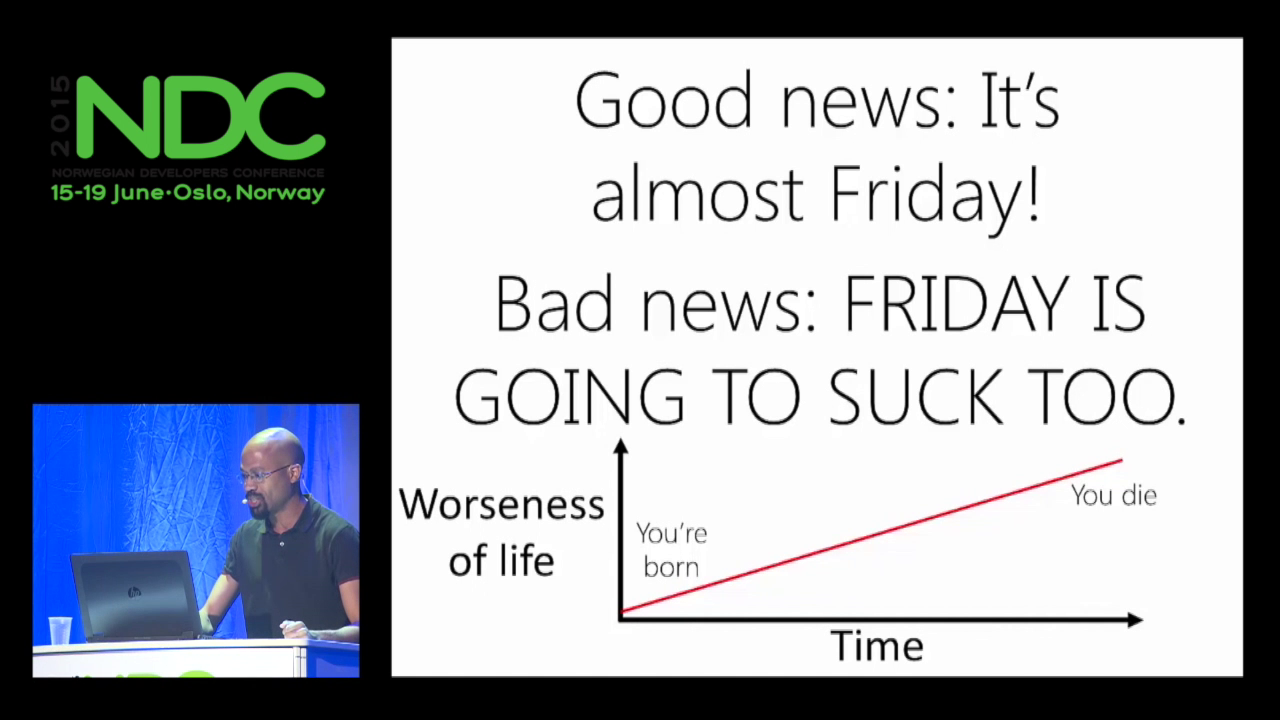 2015
NDC
NORWEGIAN DEVELOPERS CONFERENCE
15-19 June•Oslo, Norway
Good news: It's
almost Friday!
Bad news: FRIDAY IS
GOING TO SUCK TOO.
Worseness
of life
You're
born
You die
Time
hp